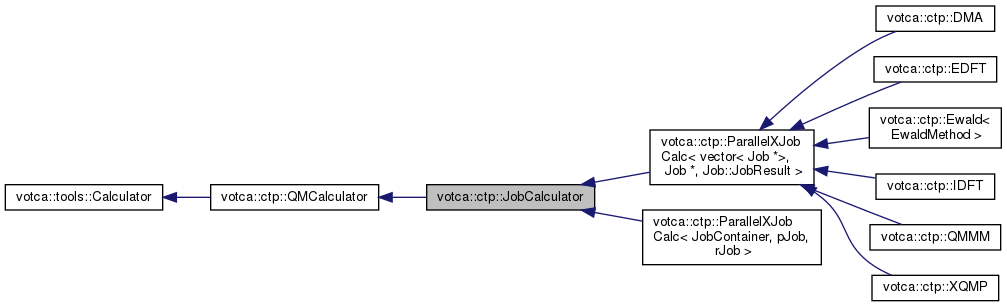 votca::tools::Calculator
votca::ctp::QMCalculator
votca::ctp::JobCalculator
votca::ctp::ParallelXJob
Calc< vector< Job *>,
Job *, Job::JobResult >
votca::ctp::ParallelXJob
Calc< JobContainer, pJob,
rJob >
votca::ctp::DMA
votca::ctp::EDFT
votca::ctp::Ewald<
EwaldMethod >
votca::ctp::IDFT
votca::ctp::QMMM
votca::ctp::XQMP